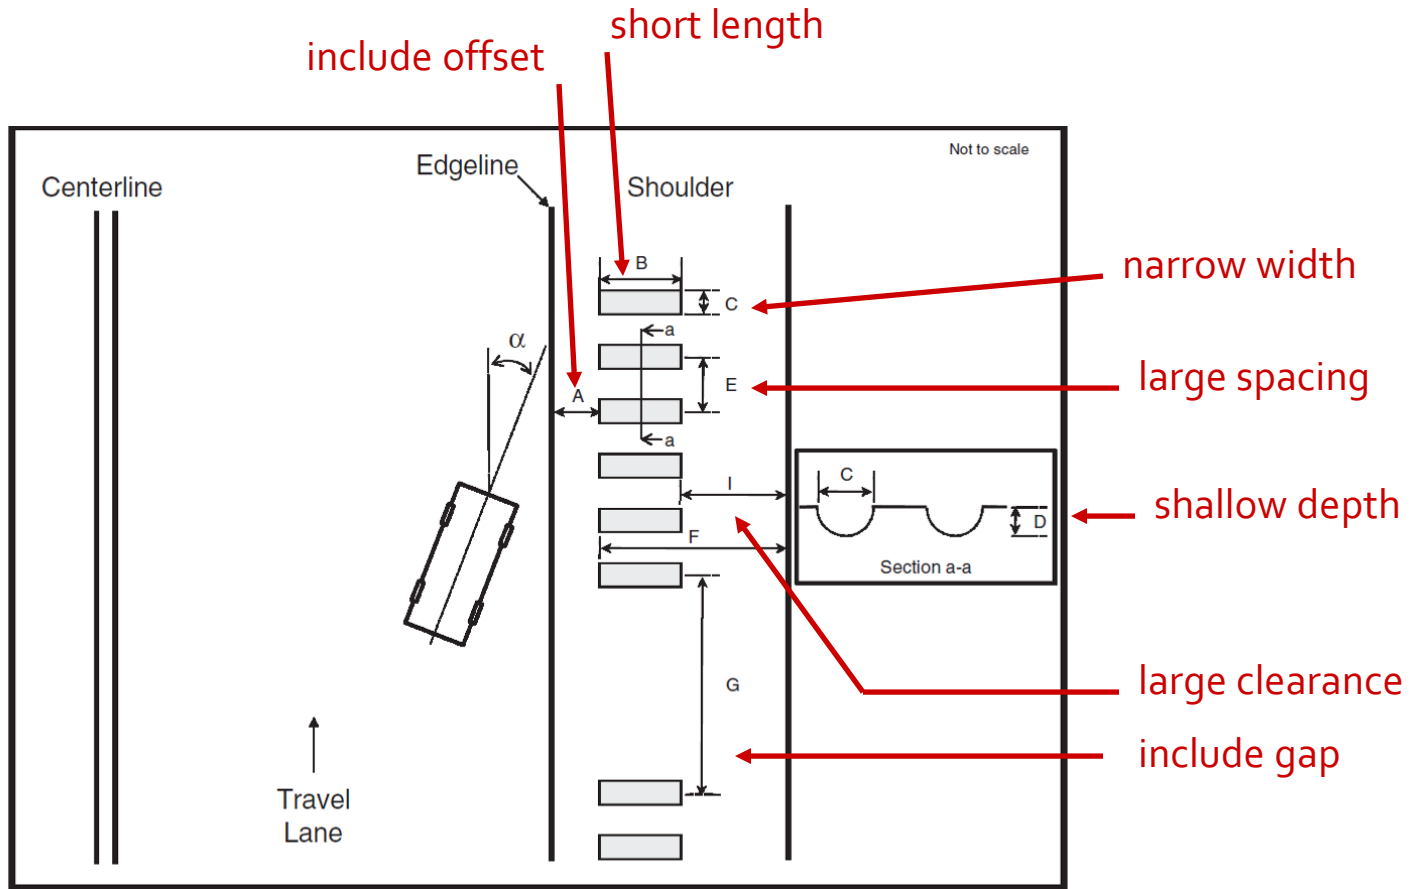 short length
include offset
Not to scale
Edgeline
Centerline
Shoulder
B
narrow width
C
a
α
large spacing
E
A
a
C
I
shallow depth
D
F
Section a-a
large clearance
G
include gap
Travel
Lane